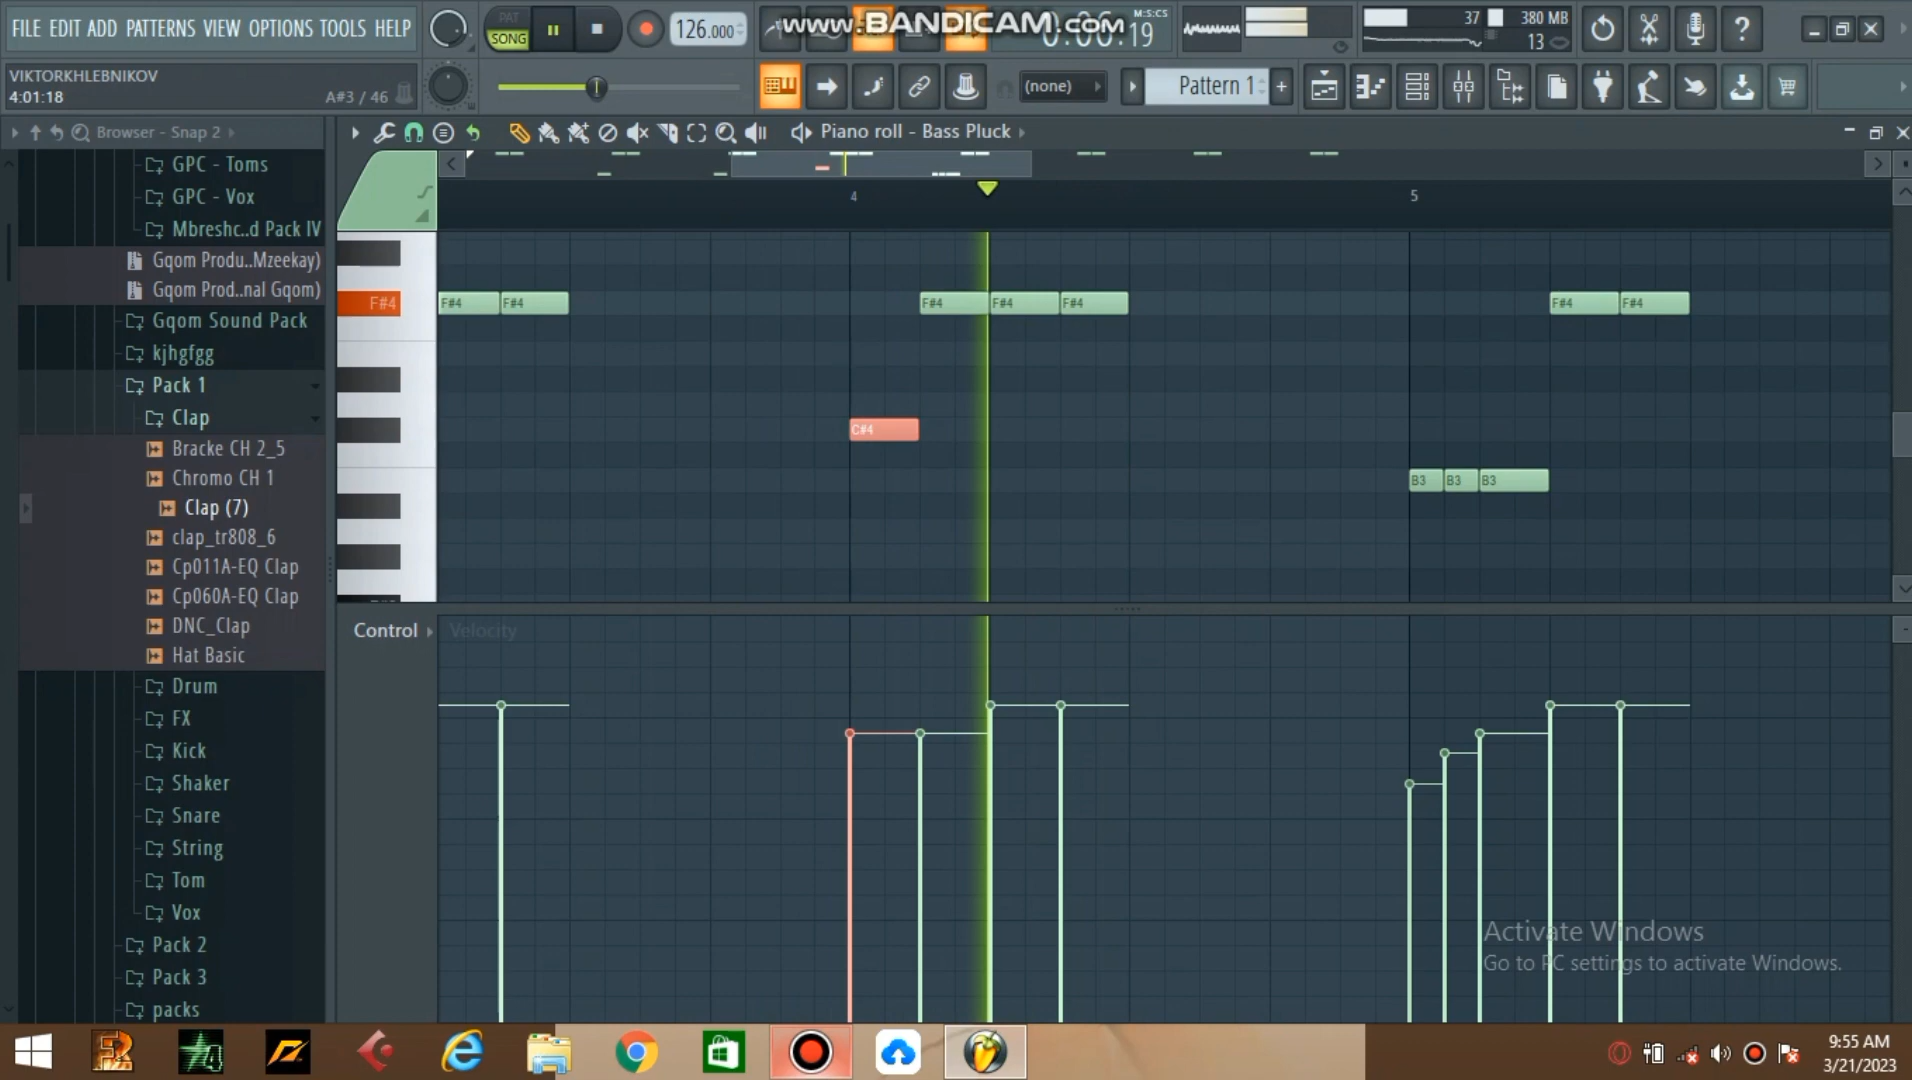 FILE EDIT ADD PATTERNS VIEW OPTIONS TOOLS HELP
PAT
SONG
126.000
www.BANDICAM.com
0:06:19
M:S:CS
37
380 MB
13
VIKTORKHLEBNIKOV
4:01:18
A#3 / 46
(none)
Pattern 1
Browser - Snap 2
Piano roll - Bass Pluck
GPC - Toms
GPC - Vox
Mbreshc..d Pack IV
Gqom Produ..Mzeekay)
Gqom Prod..nal Gqom)
Gqom Sound Pack
kjhgfgg
Pack 1
Clap
Bracke CH 2_5
Chromo CH 1
Clap (7)
clap_tr808_6
Cp011A-EQ Clap
Cp060A-EQ Clap
DNC_Clap
Hat Basic
Drum
FX
Kick
Shaker
Snare
String
Tom
Vox
Pack 2
Pack 3
packs
4
5
F#4
F#4 F#4
F#4 F#4 F#4
F#4 F#4
C#4
B3 B3 B3
Control
Velocity
Activate Windows
Go to PC settings to activate Windows.
9:55 AM
3/21/2023